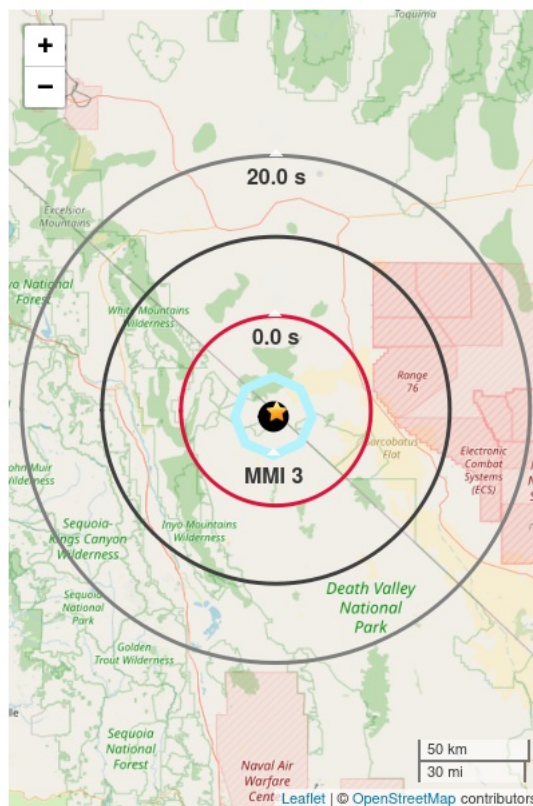 Toquima
+
−
20.0 s
Excelsior
Mountains
yo National
Forest
White Mountains
Wilderness
0.0 s
Range
76
Sarcobatus
Flat
Electronic
Combat
Systems
(ECS)
N
S
MMI 3
ohn Muir
Wilderness
Sequoia-
Kings Canyon
Wilderness
Inyo Mountains
Wilderness
Death Valley
National
Park
Sequoia
National
Park
Golden
Trout Wilderness
lle
Sequoia
National
Forest
Naval Air
Warfare
Cent
50 km
30 mi
Leaflet | © OpenStreetMap contributors